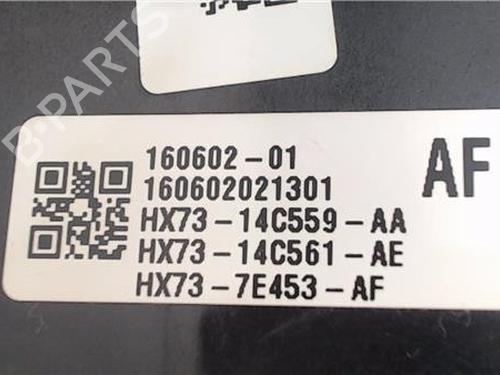 160602-01
160602021301
HX73-14C559-AA
HX73-14C561-AE
HX73-7E453-AF
AF
B-PARTS